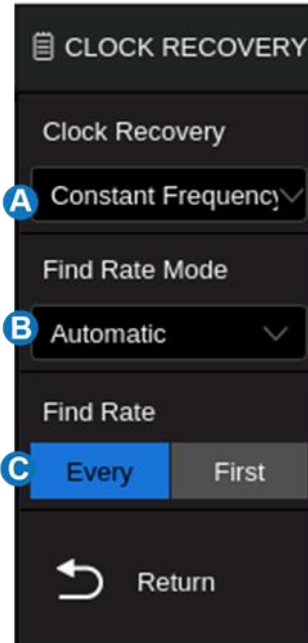 CLOCK RECOVERY
Clock Recovery
A Constant Frequency
Find Rate Mode
B Automatic
Find Rate
C Every First
Return